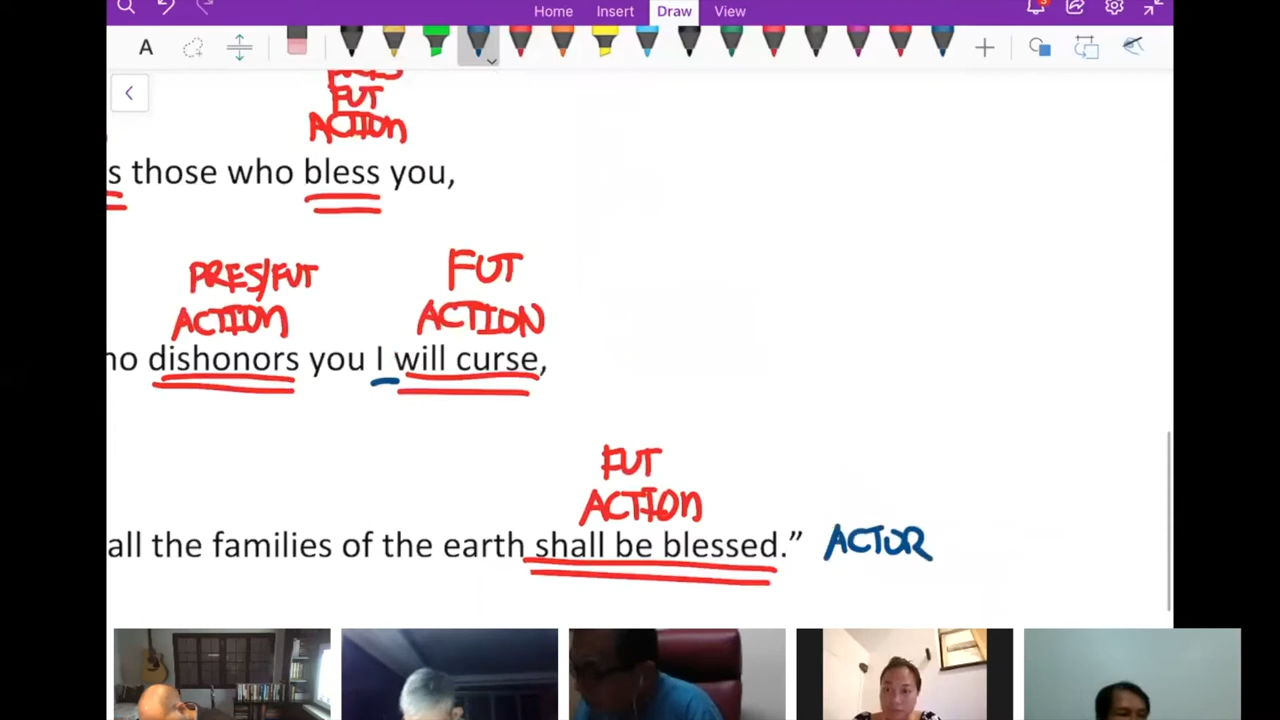 Home Insert Draw View
A
FUT
ACTION
s those who bless you,
PRES/FUT FUT
ACTION ACTION
ho dishonors you I will curse,
FUT
ACTION
all the families of the earth shall be blessed.” ACTOR